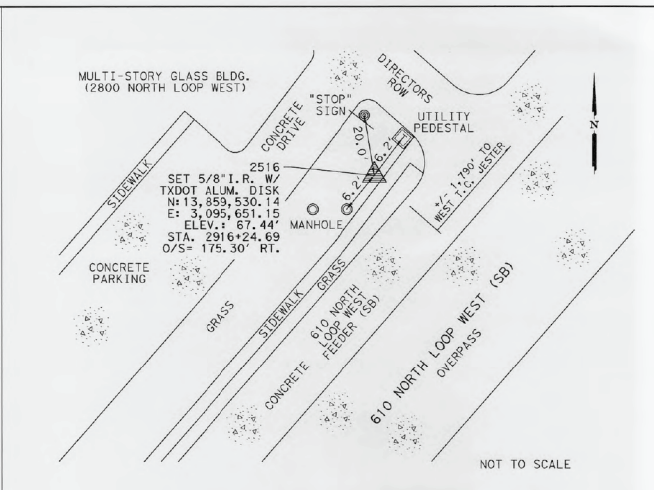 MULTI-STORY GLASS BLDG.
(2800 NORTH LOOP WEST)
DIRECTORS
ROW
"STOP"
SIGN
UTILITY
PEDESTAL
N
CONCRETE
DRIVE
20.0'
6.2'
6.2'
+/- 1,790' TO
WEST T.C. JESTER
SIDEWALK
2516
SET 5/8"I.R. W/
TXDOT ALUM. DISK
N: 13,859,530.14
E: 3,095,651.15
ELEV.: 67.44'
STA. 2916+24.69
O/S= 175.30' RT.
MANHOLE
CONCRETE
PARKING
GRASS
SIDEWALK
GRASS
610 NORTH
LOOP WEST
FEEDER (SB)
CONCRETE
610 NORTH LOOP WEST (SB)
OVERPASS
NOT TO SCALE